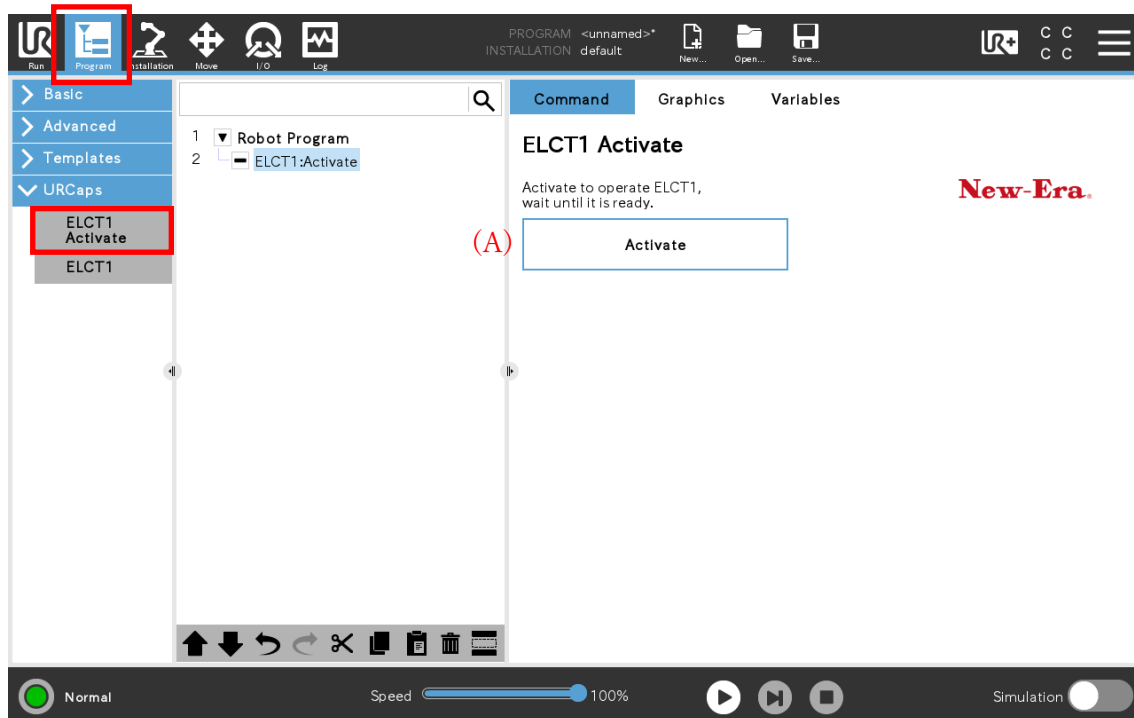 PROGRAM <unnamed>*
INSTALLATION default
UR+
C C
C C
Run
Program
Installation
Move
I/O
Log
New...
Open...
Save...
Basic
Advanced
Templates
URCaps
ELCT1
Activate
ELCT1
1 Robot Program
2 ELCT1:Activate
Command Graphics Variables
ELCT1 Activate
Activate to operate ELCT1,
wait until it is ready.
New-Era.
(A)
Activate
Normal
Speed 100%
Simulation